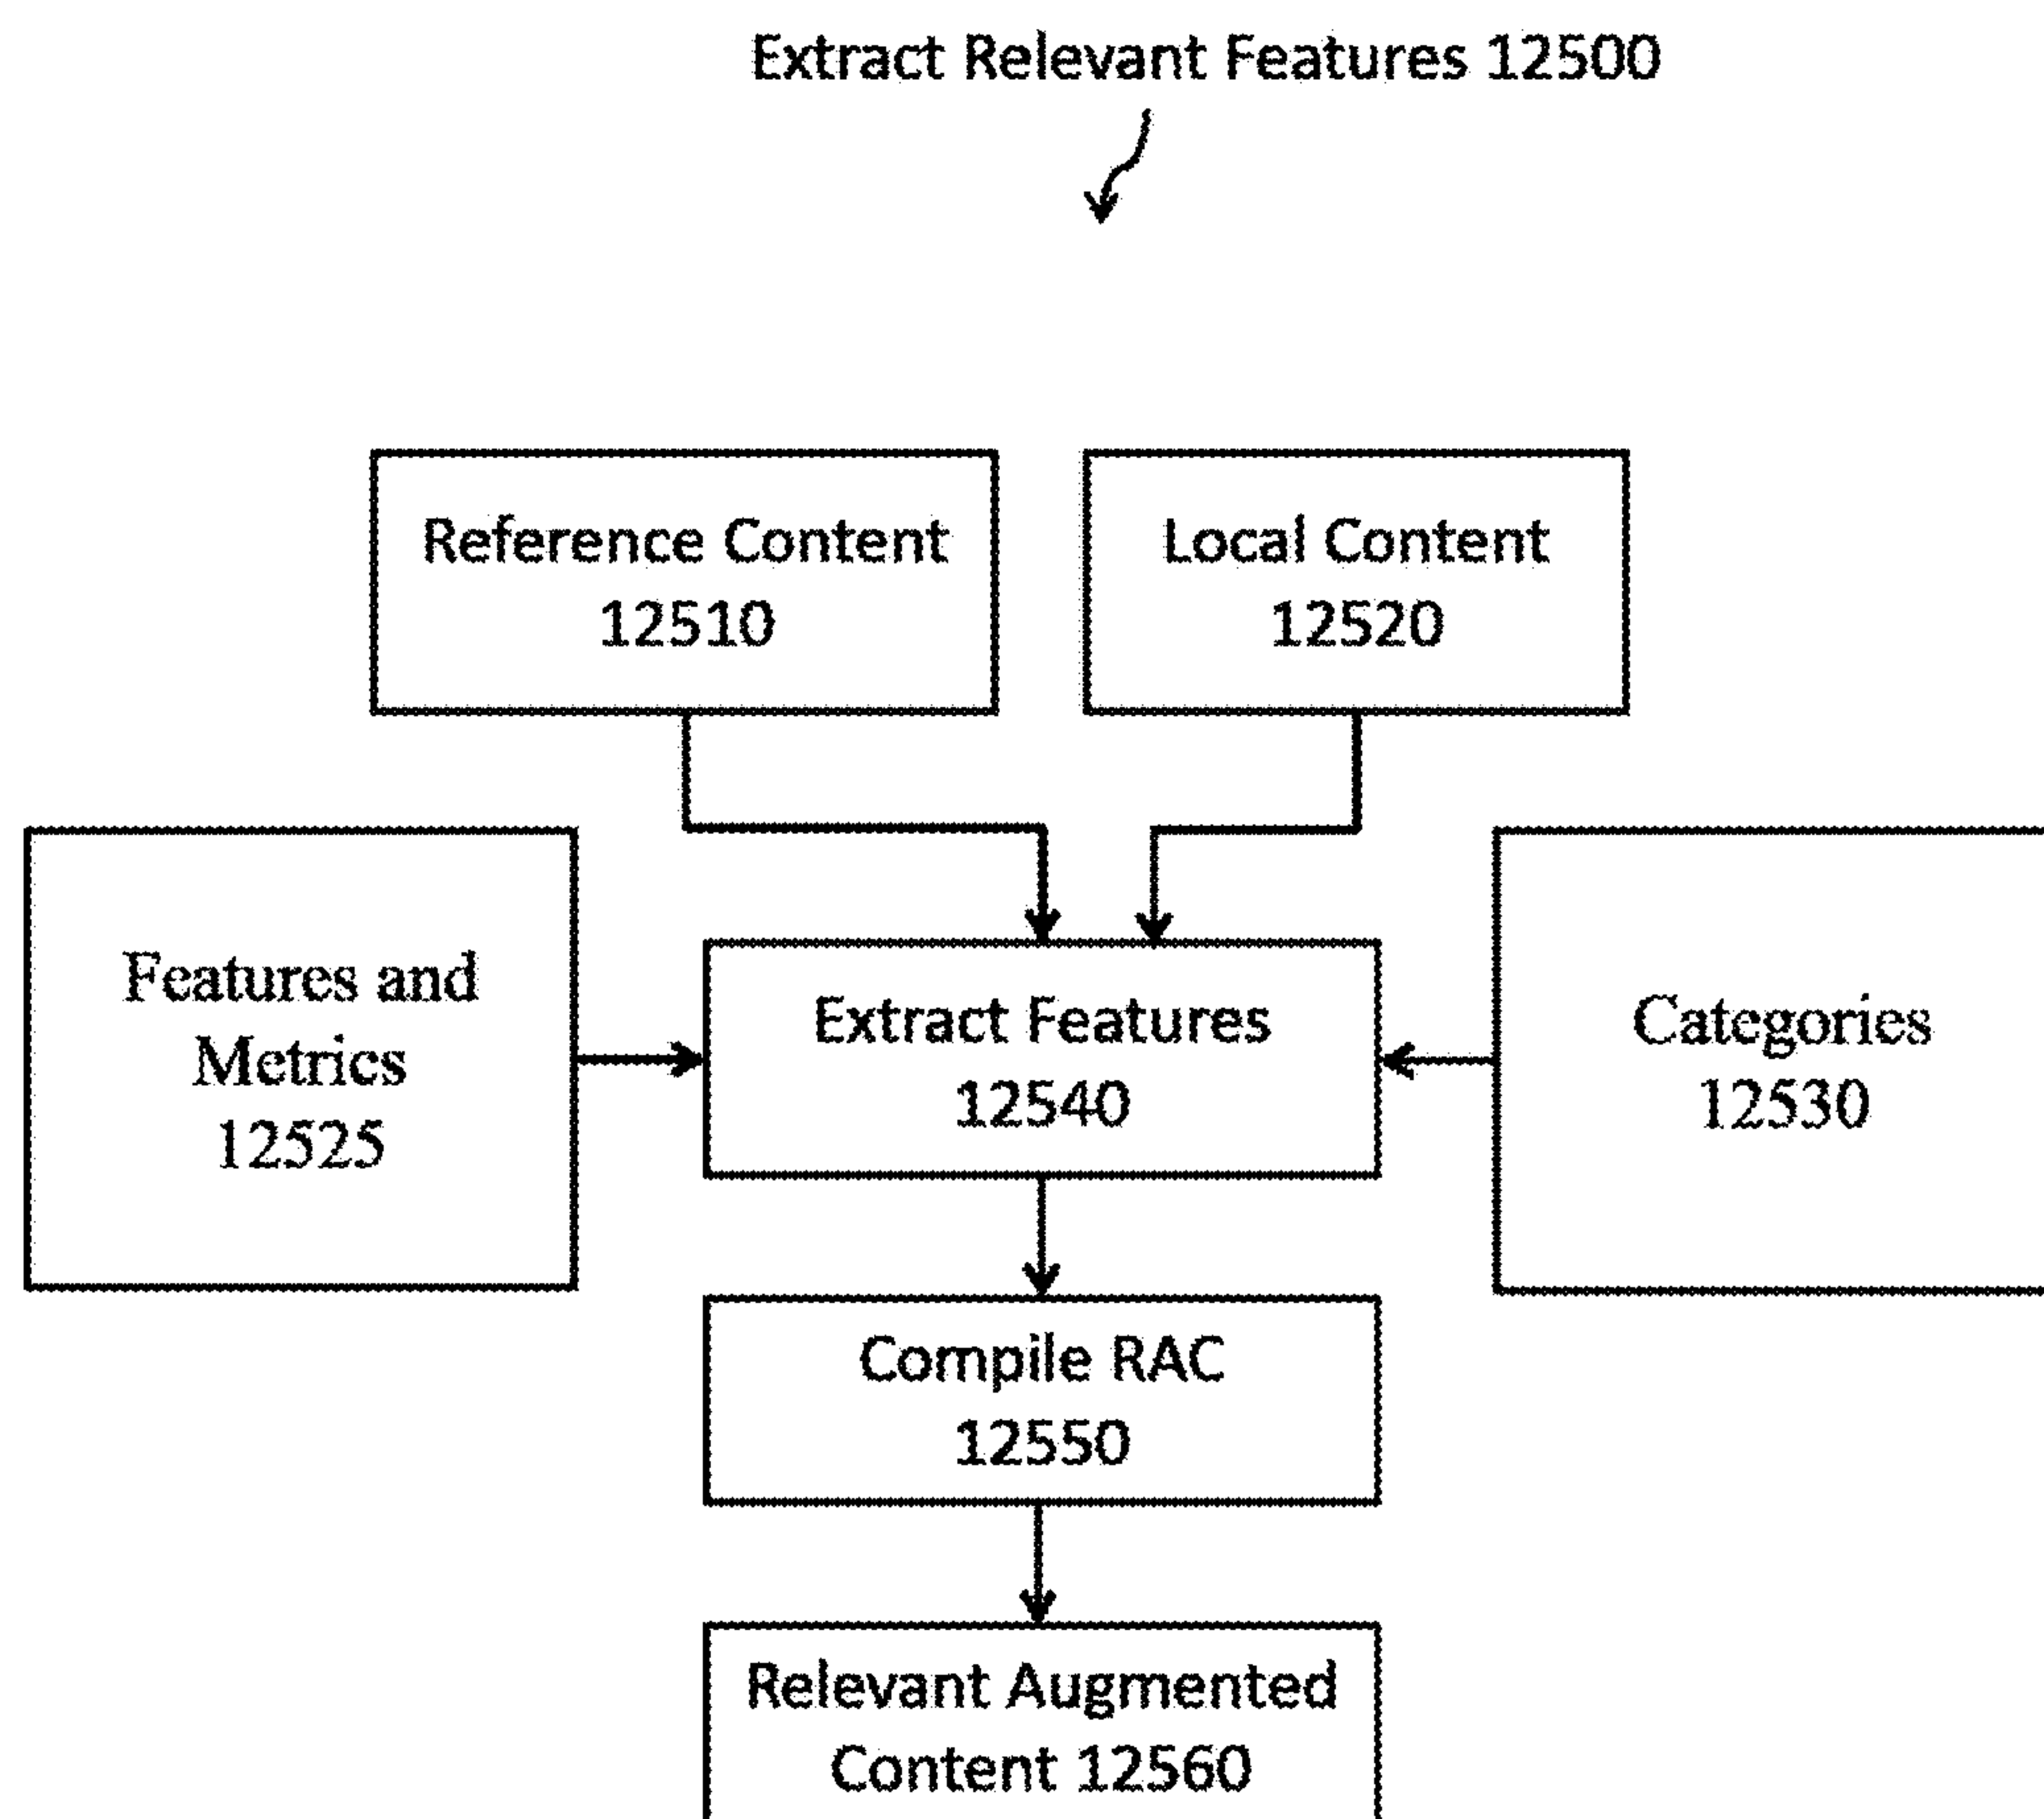 Extract Relevant Features 12500
Reference Content
12510
Local Content
12520
Features and
Metrics
12525
Extract Features
12540
Categories
12530
Compile RAC
12550
Relevant Augmented
Content 12560